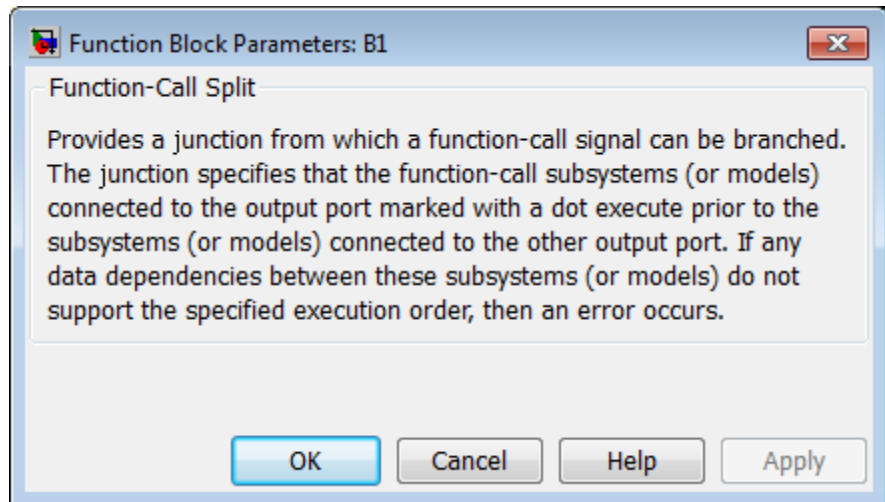 Function Block Parameters: B1
Function-Call Split
Provides a junction from which a function-call signal can be branched.
The junction specifies that the function-call subsystems (or models)
connected to the output port marked with a dot execute prior to the
subsystems (or models) connected to the other output port. If any
data dependencies between these subsystems (or models) do not
support the specified execution order, then an error occurs.
OK Cancel Help Apply